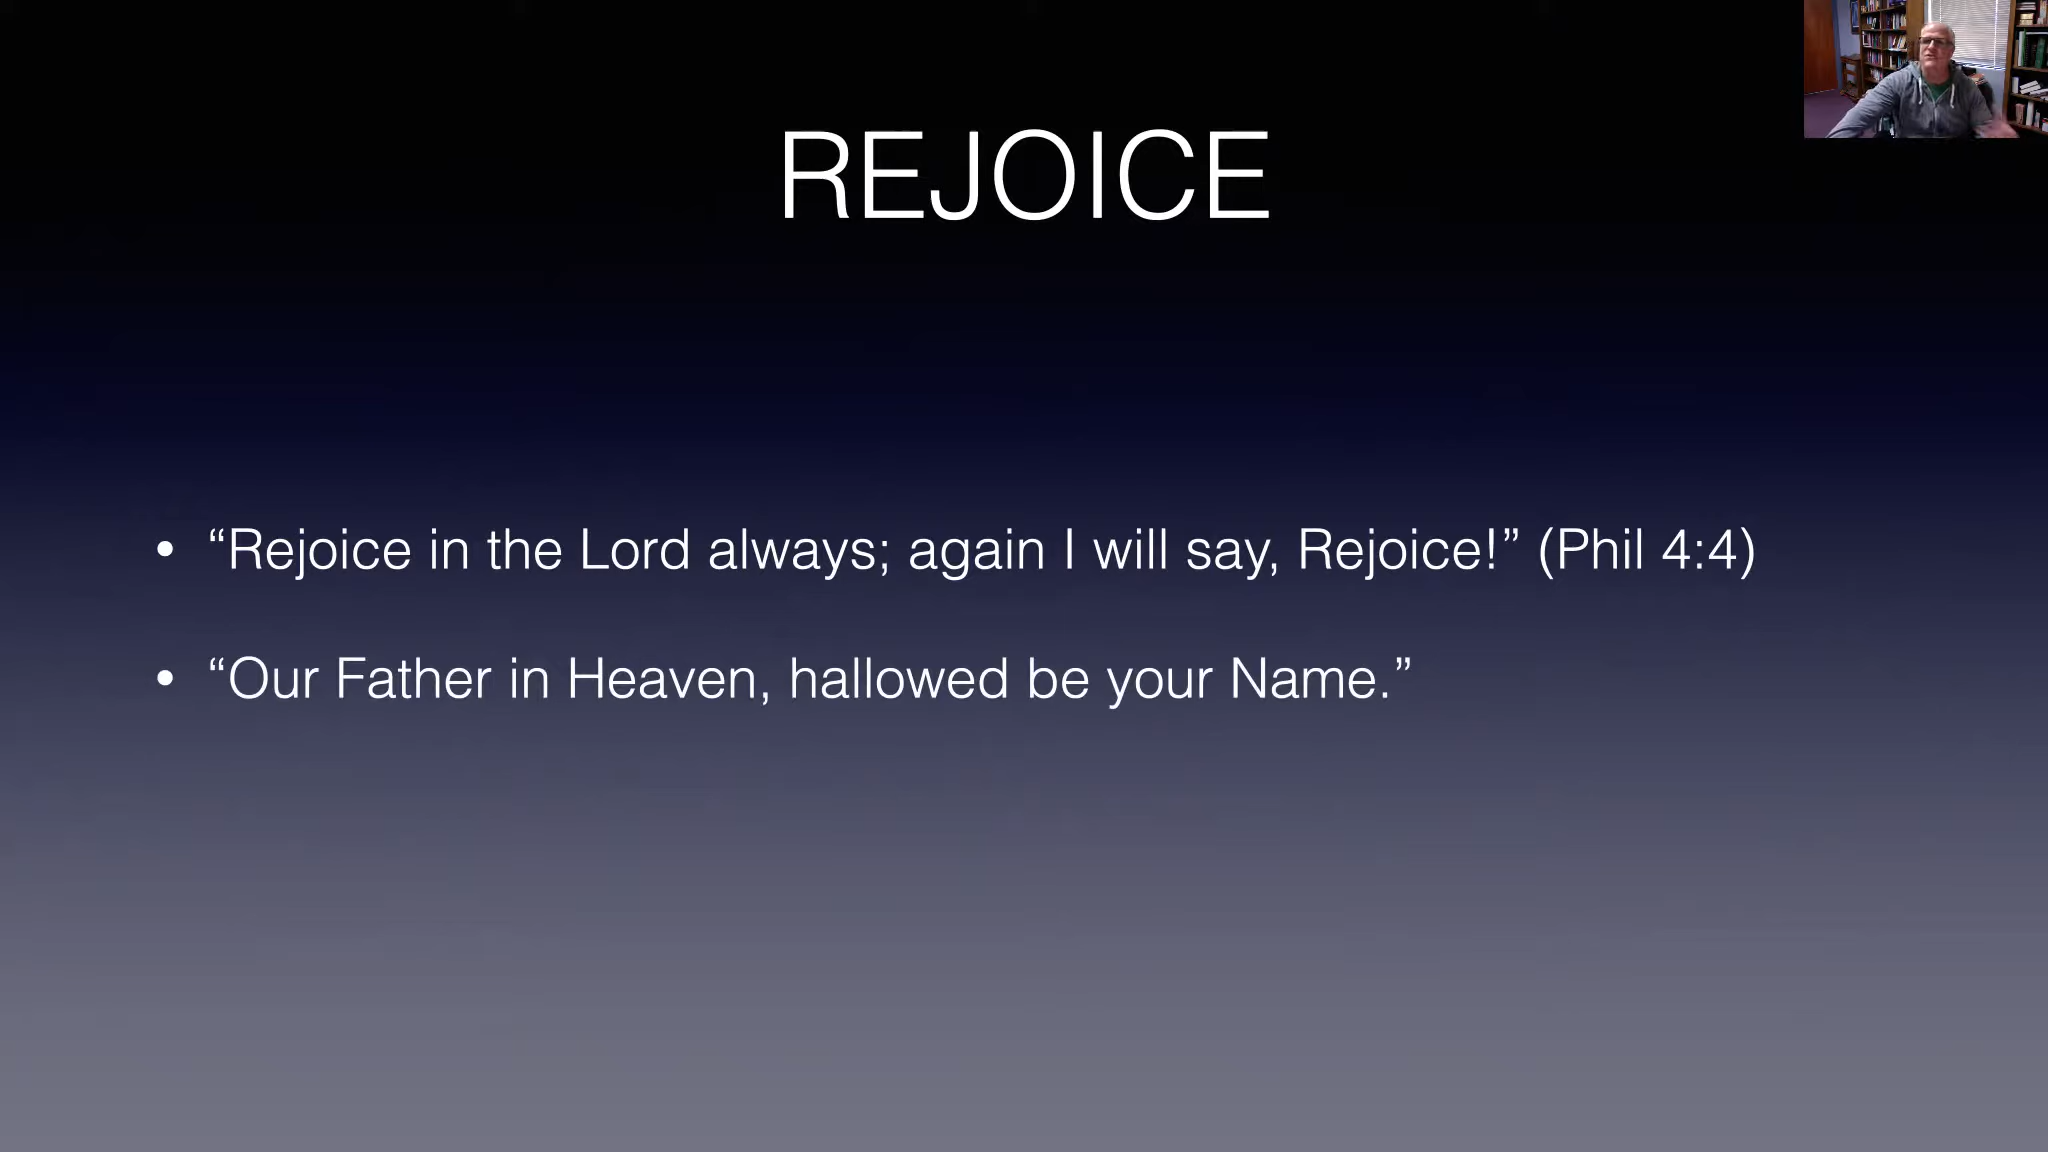 REJOICE
• “Rejoice in the Lord always; again I will say, Rejoice!” (Phil 4:4)
• “Our Father in Heaven, hallowed be your Name.”